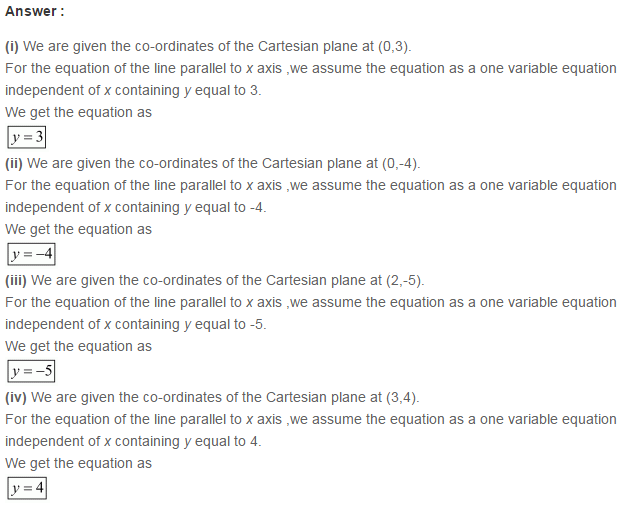 Answer :
(i) We are given the co-ordinates of the Cartesian plane at (0,3).
For the equation of the line parallel to x axis ,we assume the equation as a one variable equation
independent of x containing y equal to 3.
We get the equation as
y = 3
(ii) We are given the co-ordinates of the Cartesian plane at (0,-4).
For the equation of the line parallel to x axis ,we assume the equation as a one variable equation
independent of x containing y equal to -4.
We get the equation as
y = -4
(iii) We are given the co-ordinates of the Cartesian plane at (2,-5).
For the equation of the line parallel to x axis ,we assume the equation as a one variable equation
independent of x containing y equal to -5.
We get the equation as
y = -5
(iv) We are given the co-ordinates of the Cartesian plane at (3,4).
For the equation of the line parallel to x axis ,we assume the equation as a one variable equation
independent of x containing y equal to 4.
We get the equation as
y = 4